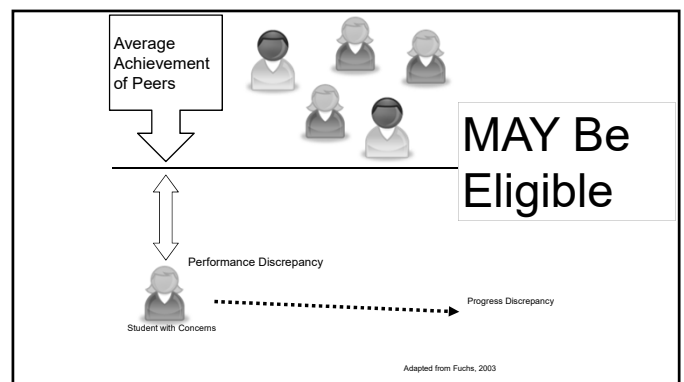 Average
Achievement
of Peers
MAY Be
Eligible
Performance Discrepancy
Student with Concerns
Progress Discrepancy
Adapted from Fuchs, 2003